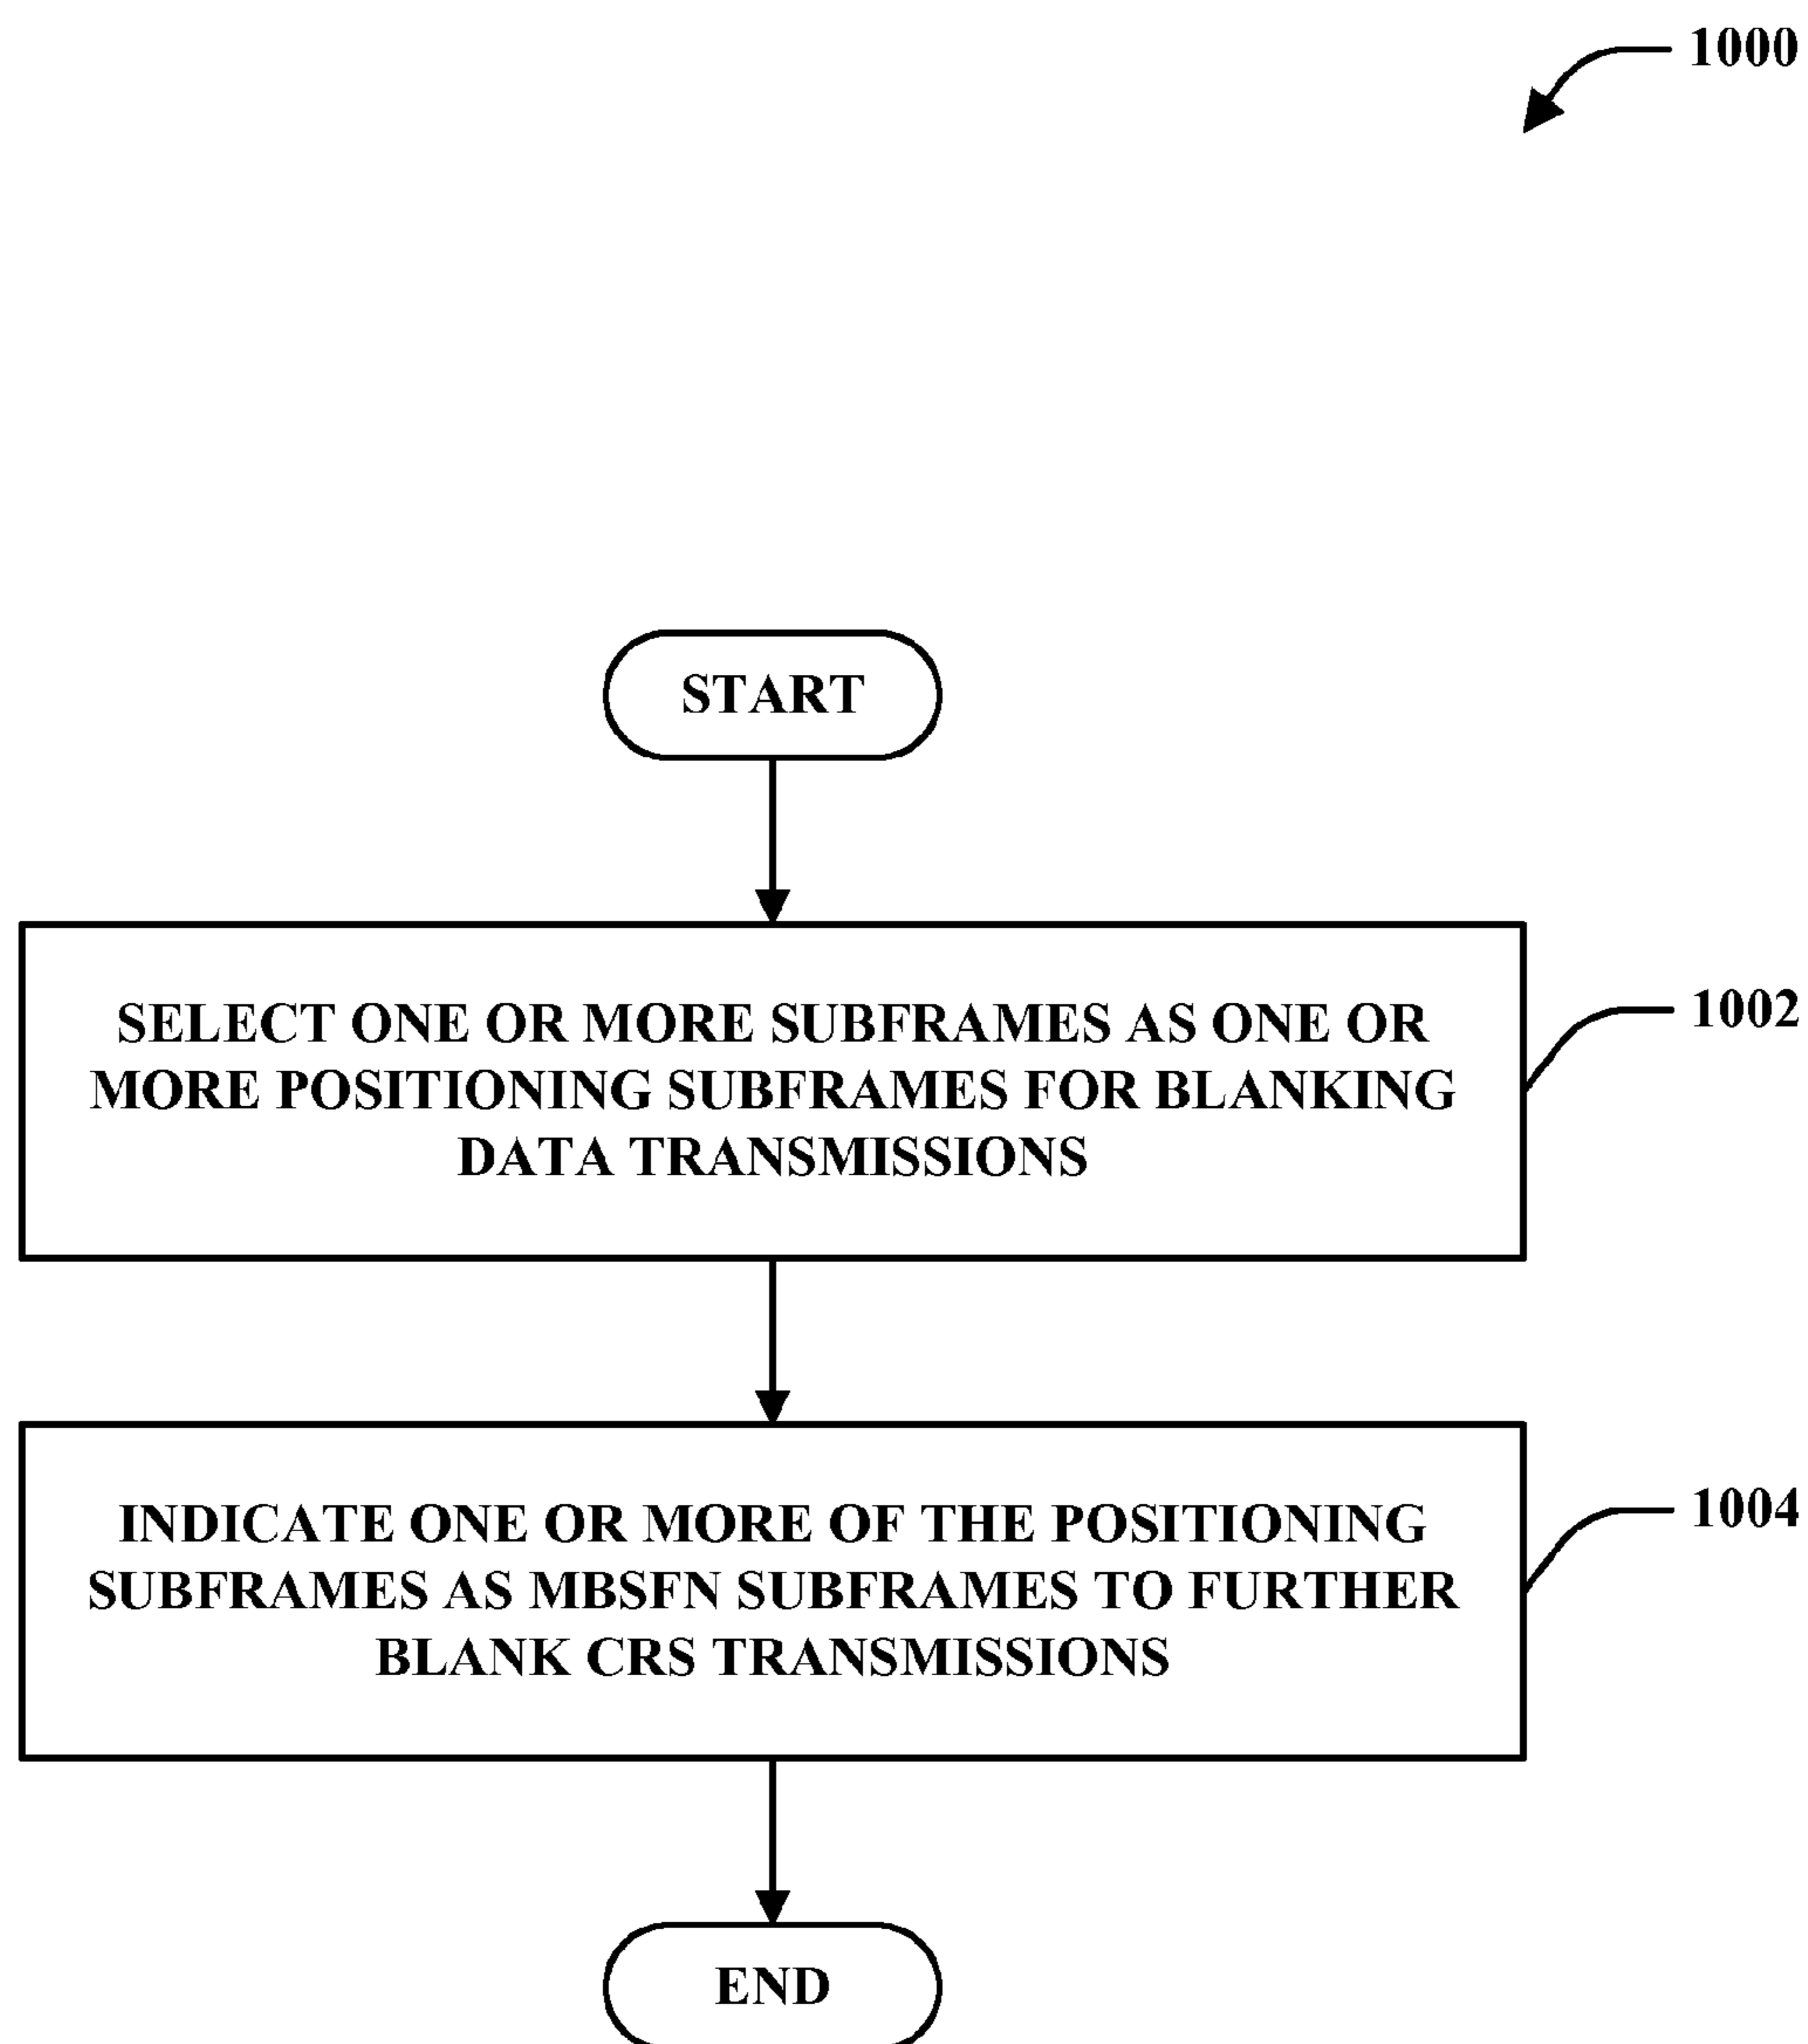 1000
START
SELECT ONE OR MORE SUBFRAMES AS ONE OR
MORE POSITIONING SUBFRAMES FOR BLANKING
DATA TRANSMISSIONS
1002
INDICATE ONE OR MORE OF THE POSITIONING
SUBFRAMES AS MBSFN SUBFRAMES TO FURTHER
BLANK CRS TRANSMISSIONS
1004
END